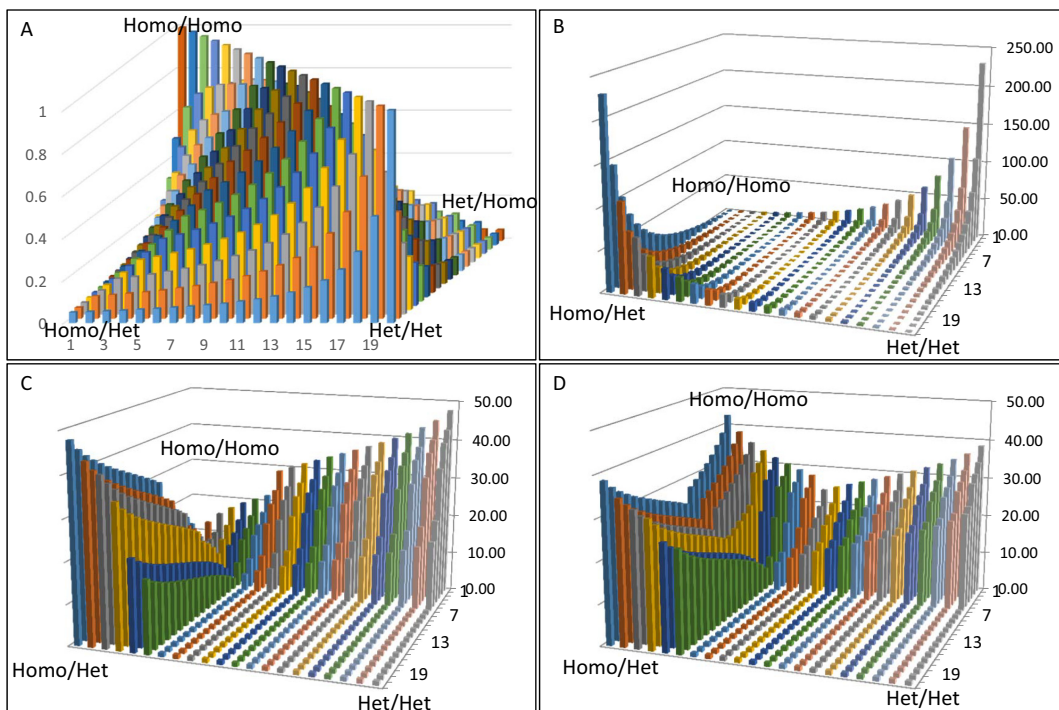 A
Homo/Homo
1
0.8
0.6
0.4
0.2
0
Het/Homo
Homo/Het
Het/Het
1 3 5 7 9 11 13 15 17 19
B
250.00
200.00
150.00
100.00
50.00
0.00
Homo/Homo
1
7
13
19
Homo/Het
Het/Het
C
50.00
40.00
30.00
20.00
10.00
0.00
Homo/Homo
1
7
13
19
Homo/Het
Het/Het
D
50.00
40.00
30.00
20.00
10.00
0.00
Homo/Homo
1
7
13
19
Homo/Het
Het/Het